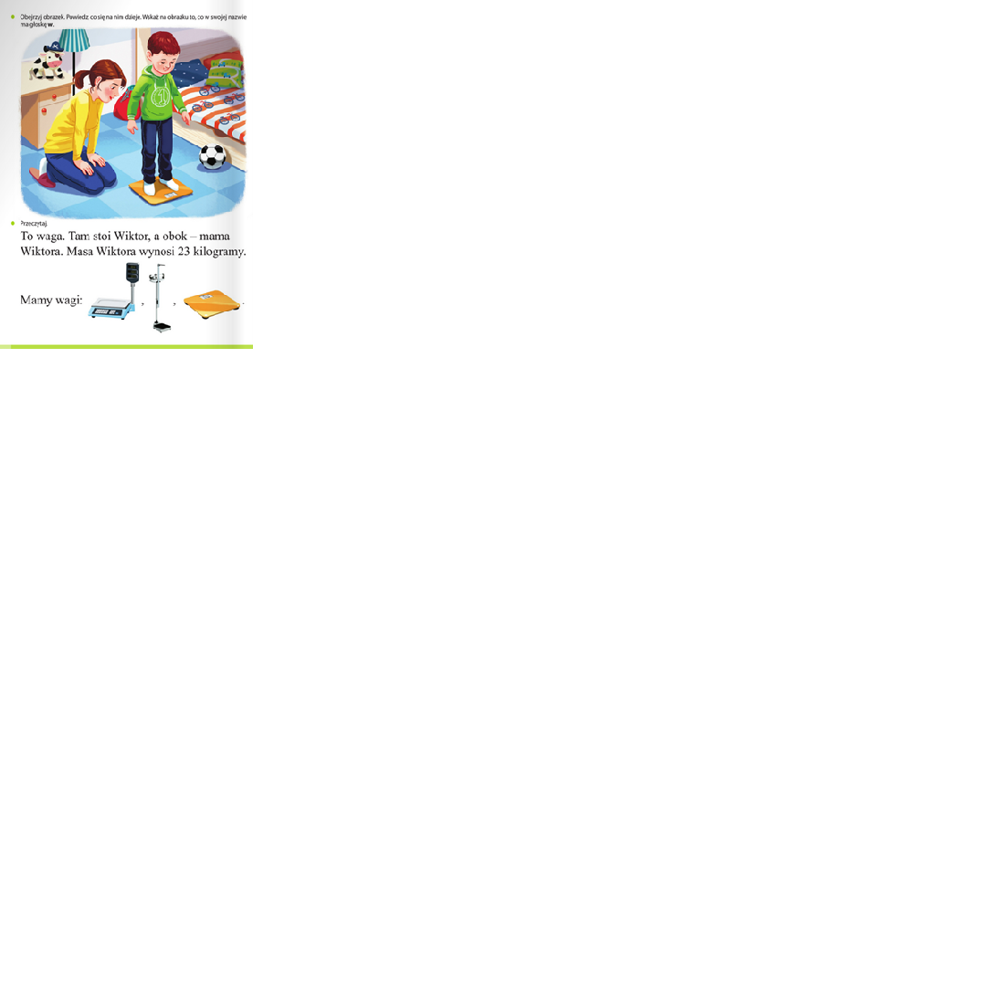 Obejrzyj obrazek. Powiedz, co się na nim dzieje. Wskaż na obrazku to, co w swojej nazwie
ma głoskę w.
Przeczytaj.
To waga. Tam stoi Wiktor, a obok – mama
Wiktora. Masa Wiktora wynosi 23 kilogramy.
Mamy wagi: , , .